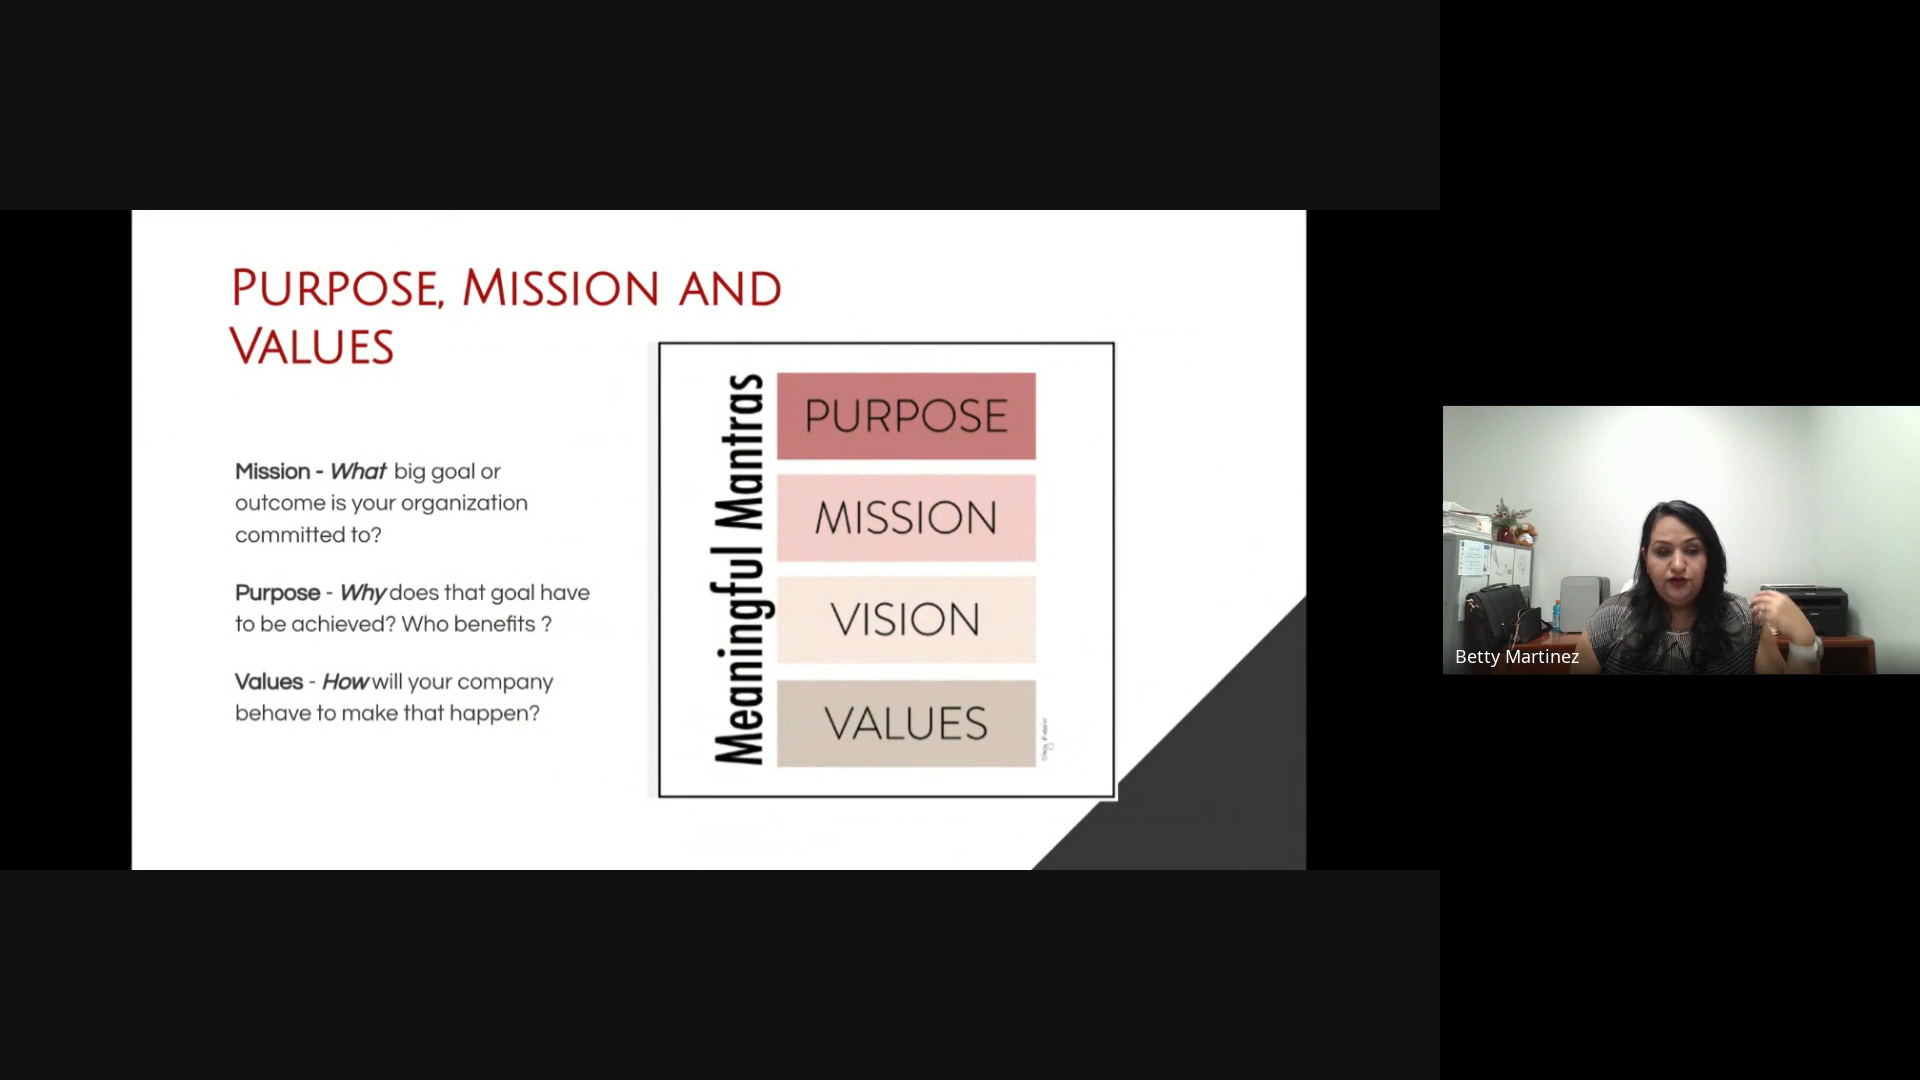 Purpose, Mission and
Values
Mission - What big goal or
outcome is your organization
committed to?
Purpose - Why does that goal have
to be achieved? Who benefits ?
Values - How will your company
behave to make that happen?
Meaningful Mantras
PURPOSE
MISSION
VISION
VALUES
Betty Martinez